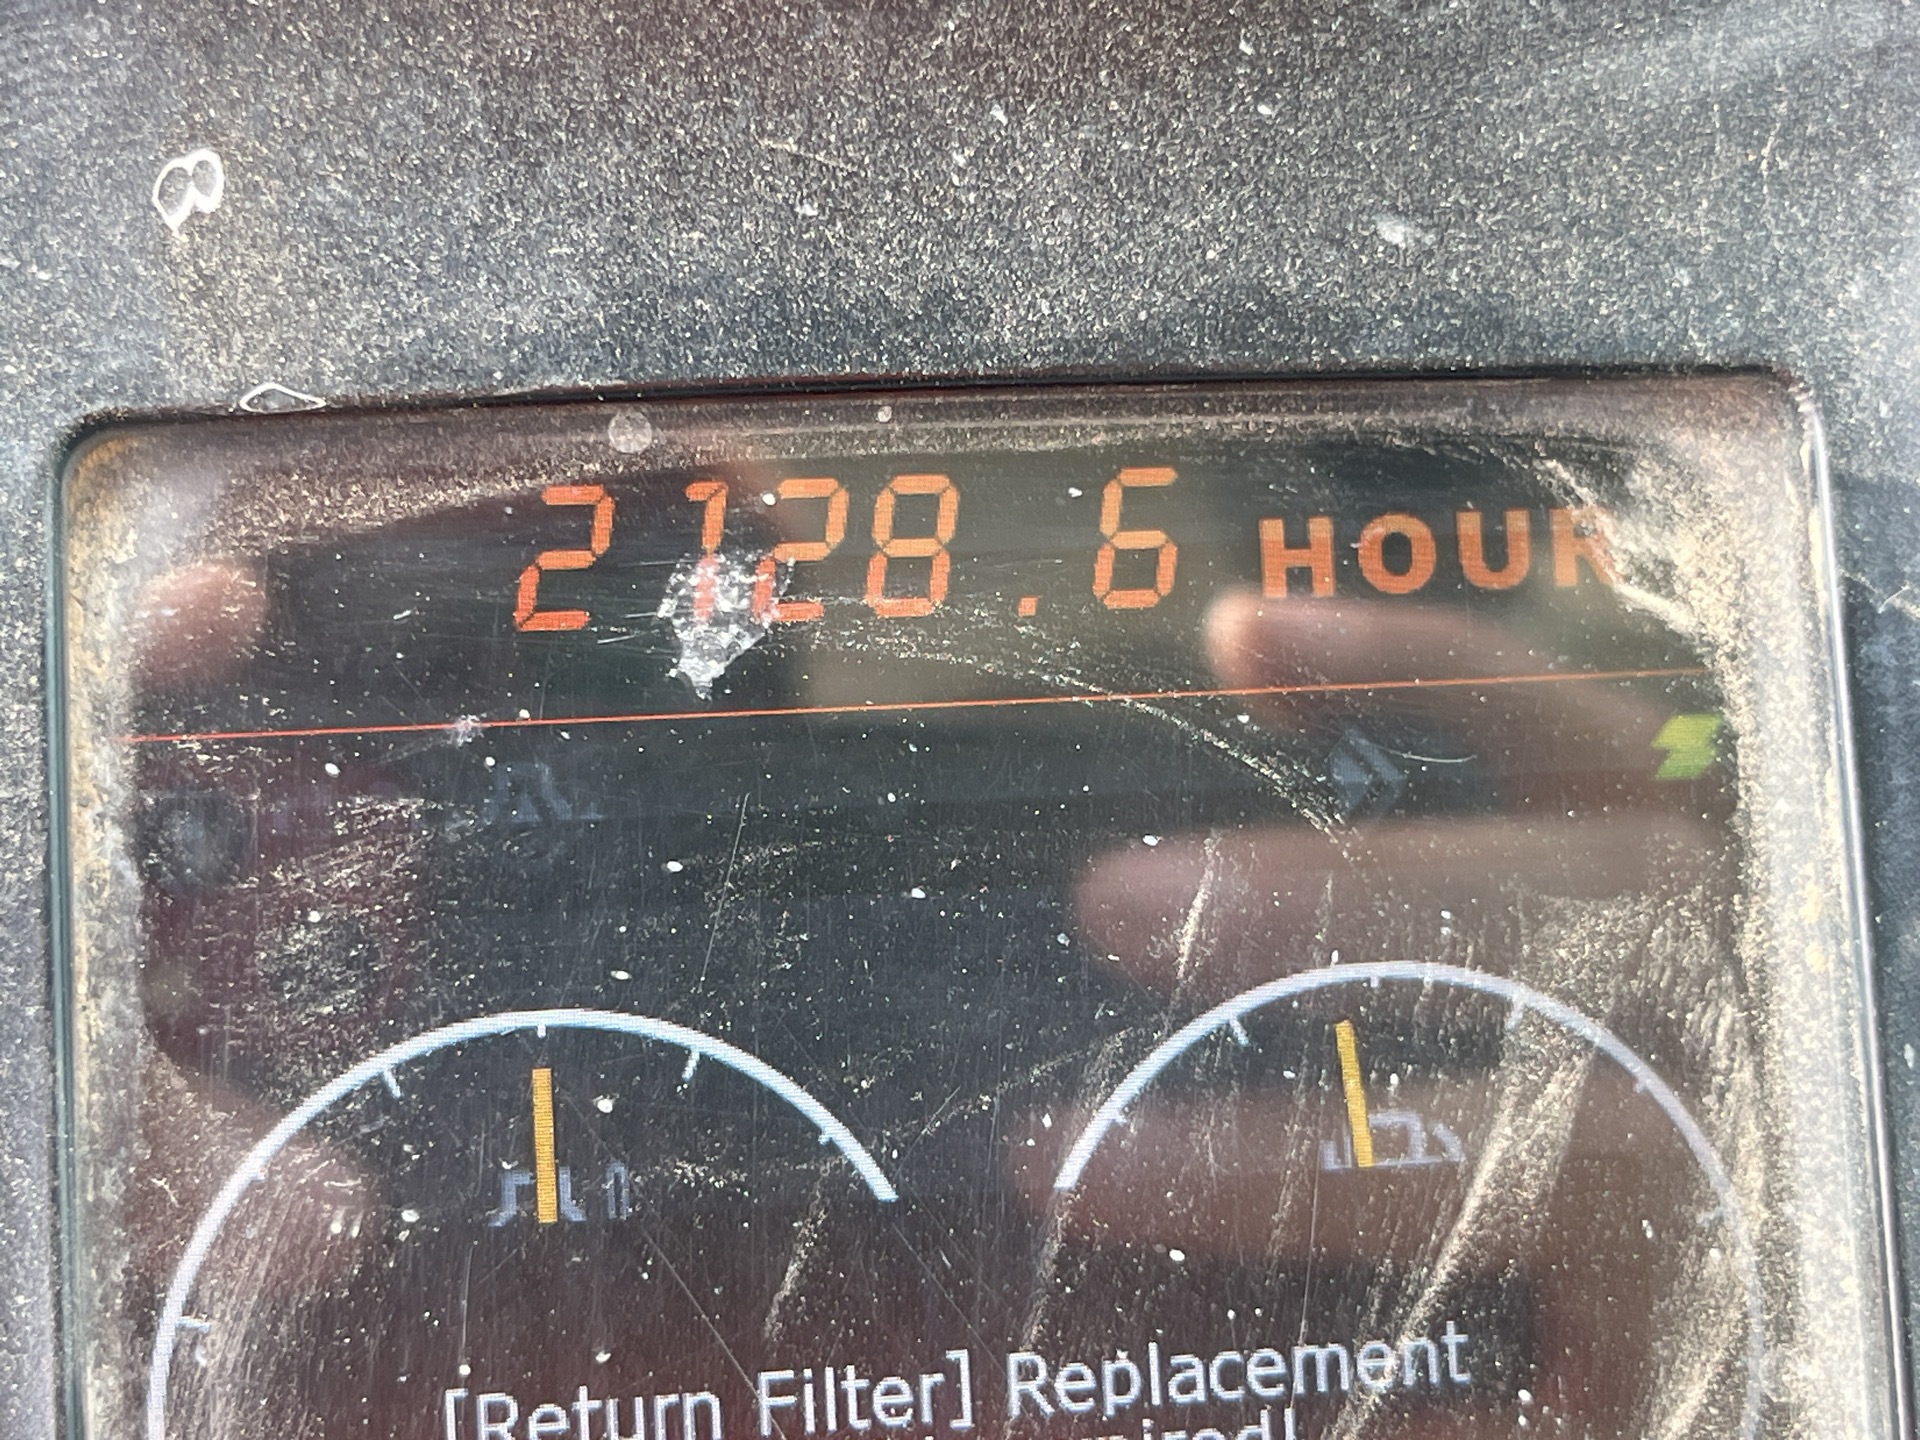 2128.6 HOUR
[Return Filter] Replacement